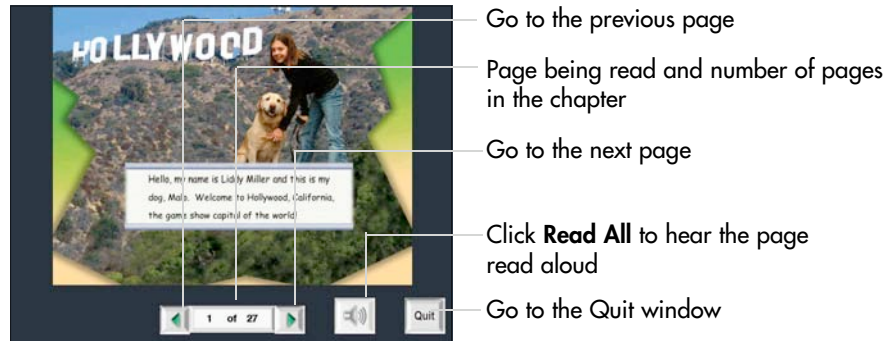 HOLLYWOOD
Go to the previous page
Page being read and number of pages
in the chapter
Go to the next page
Hello, my name is Liddy Miller and this is my
dog, Malo. Welcome to Hollywood, California,
the game show capital of the world!
Click Read All to hear the page
read aloud
1 of 27
Quit
Go to the Quit window